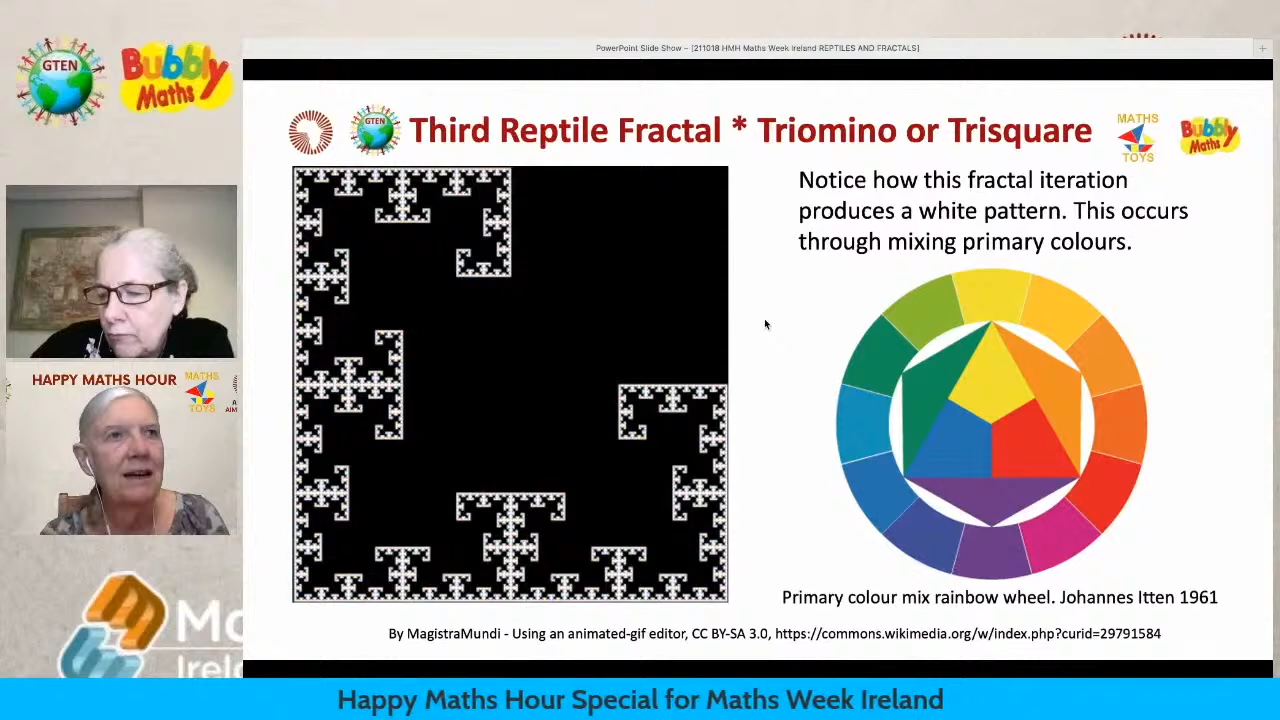 PowerPoint Slide Show – [211018 HMH Maths Week Ireland REPTILES AND FRACTALS]
GTEN
Bubbly
Maths
GTEN
Third Reptile Fractal * Triomino or Trisquare
MATHS
TOYS
Bubbly
Maths
Notice how this fractal iteration
produces a white pattern. This occurs
through mixing primary colours.
HAPPY MATHS HOUR
MATHS
TOYS
A
AIM
Primary colour mix rainbow wheel. Johannes Itten 1961
By MagistraMundi - Using an animated-gif editor, CC BY-SA 3.0, https://commons.wikimedia.org/w/index.php?curid=29791584
Happy Maths Hour Special for Maths Week Ireland